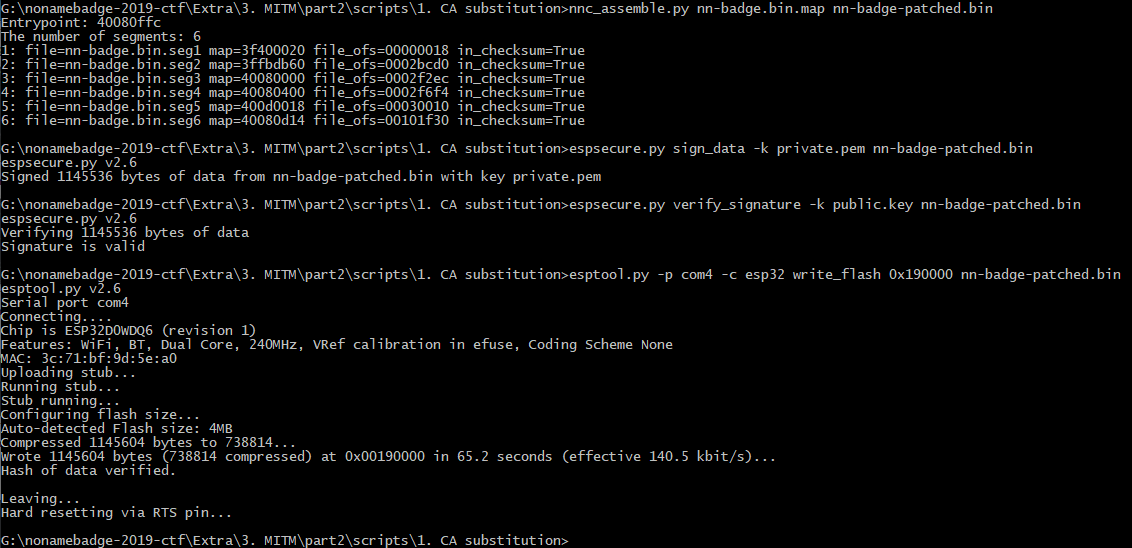 G:\nonamebadge-2019-ctf\Extra\3. MITM\part2\scripts\1. CA substitution>nnc_assemble.py nn-badge.bin.map nn-badge-patched.bin
Entrypoint: 40080ffc
The number of segments: 6
1: file=nn-badge.bin.seg1 map=3f400020 file_ofs=00000018 in_checksum=True
2: file=nn-badge.bin.seg2 map=3ffbdb60 file_ofs=0002bcd0 in_checksum=True
3: file=nn-badge.bin.seg3 map=40080000 file_ofs=0002f2ec in_checksum=True
4: file=nn-badge.bin.seg4 map=40080400 file_ofs=0002f6f4 in_checksum=True
5: file=nn-badge.bin.seg5 map=400d0018 file_ofs=00030010 in_checksum=True
6: file=nn-badge.bin.seg6 map=40080d14 file_ofs=00101f30 in_checksum=True
G:\nonamebadge-2019-ctf\Extra\3. MITM\part2\scripts\1. CA substitution>espsecure.py sign_data -k private.pem nn-badge-patched.bin
espsecure.py v2.6
Signed 1145536 bytes of data from nn-badge-patched.bin with key private.pem
G:\nonamebadge-2019-ctf\Extra\3. MITM\part2\scripts\1. CA substitution>espsecure.py verify_signature -k public.key nn-badge-patched.bin
espsecure.py v2.6
Verifying 1145536 bytes of data
Signature is valid
G:\nonamebadge-2019-ctf\Extra\3. MITM\part2\scripts\1. CA substitution>esptool.py -p com4 -c esp32 write_flash 0x190000 nn-badge-patched.bin
esptool.py v2.6
Serial port com4
Connecting....
Chip is ESP32D0WDQ6 (revision 1)
Features: WiFi, BT, Dual Core, 240MHz, VRef calibration in efuse, Coding Scheme None
MAC: 3c:71:bf:9d:5e:a0
Uploading stub...
Running stub...
Stub running...
Configuring flash size...
Auto-detected Flash size: 4MB
Compressed 1145604 bytes to 738814...
Wrote 1145604 bytes (738814 compressed) at 0x00190000 in 65.2 seconds (effective 140.5 kbit/s)...
Hash of data verified.
Leaving...
Hard resetting via RTS pin...
G:\nonamebadge-2019-ctf\Extra\3. MITM\part2\scripts\1. CA substitution>